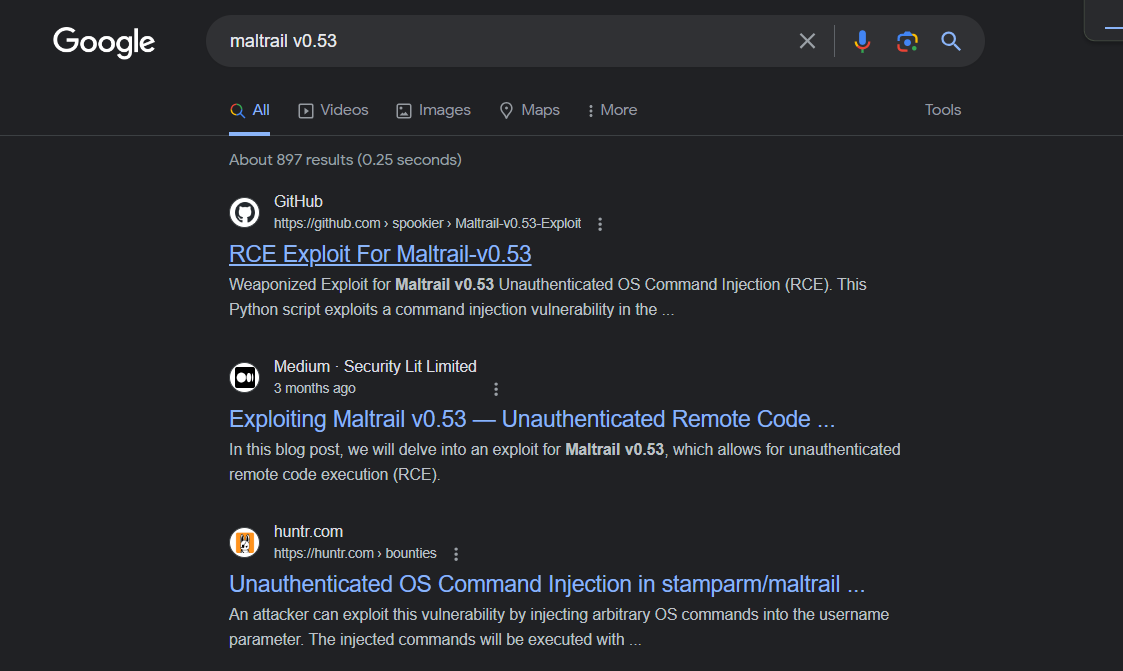 Google
maltrail v0.53
All Videos Images Maps More Tools
About 897 results (0.25 seconds)
GitHub
https://github.com › spookier › Maltrail-v0.53-Exploit
RCE Exploit For Maltrail-v0.53
Weaponized Exploit for Maltrail v0.53 Unauthenticated OS Command Injection (RCE). This
Python script exploits a command injection vulnerability in the ...
Medium · Security Lit Limited
3 months ago
Exploiting Maltrail v0.53 — Unauthenticated Remote Code ...
In this blog post, we will delve into an exploit for Maltrail v0.53, which allows for unauthenticated
remote code execution (RCE).
huntr.com
https://huntr.com › bounties
Unauthenticated OS Command Injection in stamparm/maltrail ...
An attacker can exploit this vulnerability by injecting arbitrary OS commands into the username
parameter. The injected commands will be executed with ...